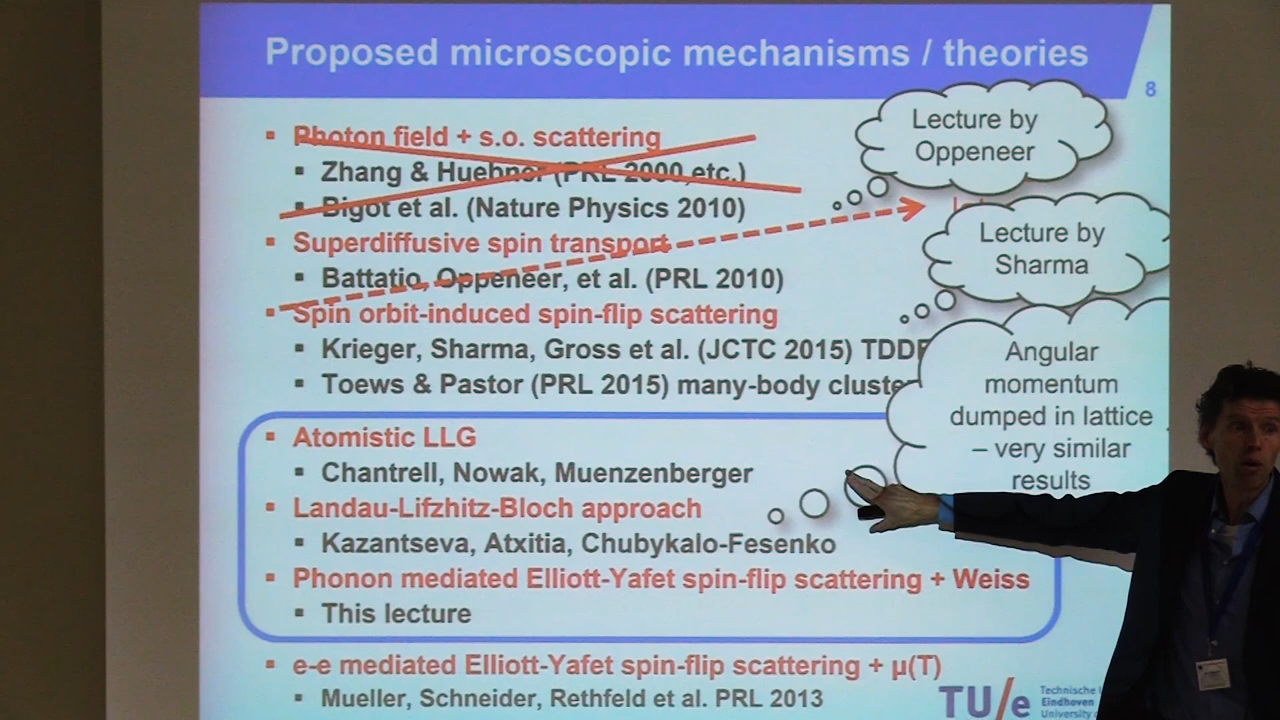 Proposed microscopic mechanisms / theories
8
Photon field + s.o. scattering
Zhang & Huebner (PRL 2000,etc.)
Bigot et al. (Nature Physics 2010)
Superdiffusive spin transport
Battatio, Oppeneer, et al. (PRL 2010)
Spin orbit-induced spin-flip scattering
Krieger, Sharma, Gross et al. (JCTC 2015)
Toews & Pastor (PRL 2015) many-body cluster
Lecture by
Oppeneer
Lecture by
Sharma
Angular
momentum
dumped in lattice
– very similar
results
Atomistic LLG
Chantrell, Nowak, Muenzenberger
Landau-Lifzhitz-Bloch approach
Kazantseva, Atxitia, Chubykalo-Fesenko
Phonon mediated Elliott-Yafet spin-flip scattering + Weiss
This lecture
e-e mediated Elliott-Yafet spin-flip scattering + µ(T)
Mueller, Schneider, Rethfeld et al. PRL 2013
TU/e
Technische
Eindhoven
University